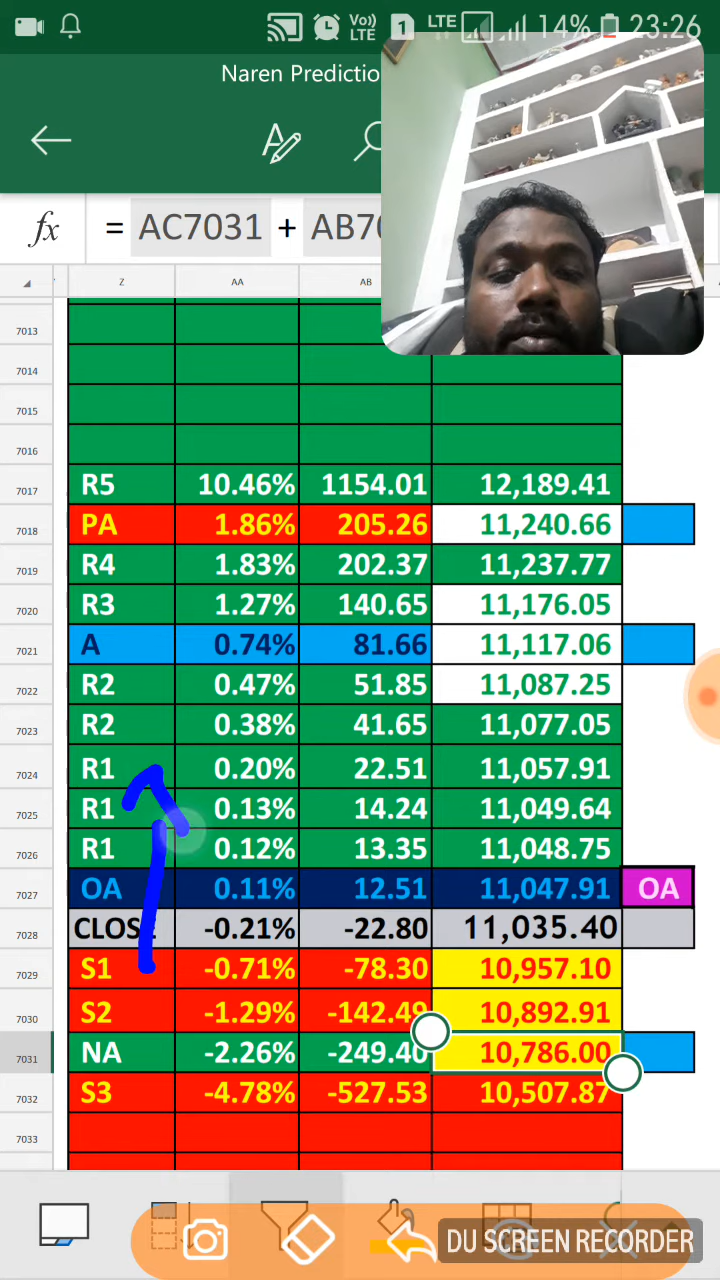 Vo)) LTE 1 LTE 14% 23:26
Naren Predictio
fx = AC7031 + AB70
Z AA AB
7013
7014
7015
7016
7017 R5 10.46% 1154.01 12,189.41
7018 PA 1.86% 205.26 11,240.66
7019 R4 1.83% 202.37 11,237.77
7020 R3 1.27% 140.65 11,176.05
7021 A 0.74% 81.66 11,117.06
7022 R2 0.47% 51.85 11,087.25
7023 R2 0.38% 41.65 11,077.05
7024 R1 0.20% 22.51 11,057.91
7025 R1 0.13% 14.24 11,049.64
7026 R1 0.12% 13.35 11,048.75
7027 OA 0.11% 12.51 11,047.91 OA
7028 CLOSE -0.21% -22.80 11,035.40
7029 S1 -0.71% -78.30 10,957.10
7030 S2 -1.29% -142.49 10,892.91
7031 NA -2.26% -249.40 10,786.00
7032 S3 -4.78% -527.53 10,507.87
7033
DU SCREEN RECORDER